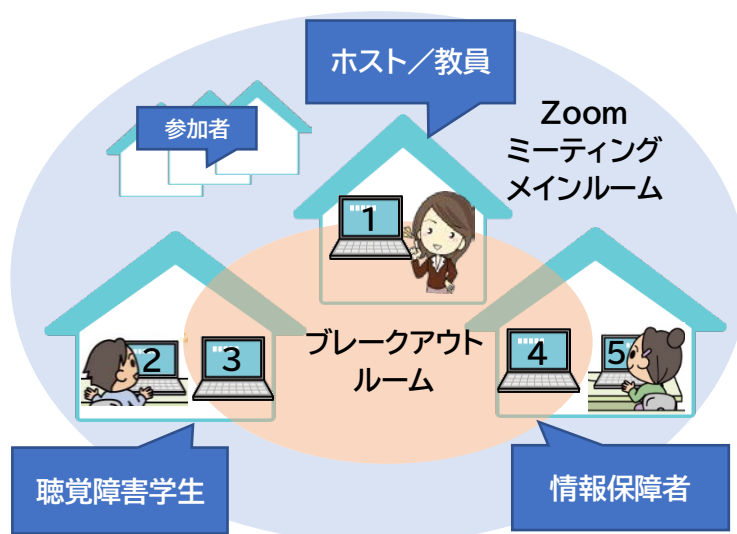 ホスト／教員
参加者
Zoom
ミーティング
メインルーム
1
2
3
ブレークアウト
ルーム
4
5
聴覚障害学生
情報保障者